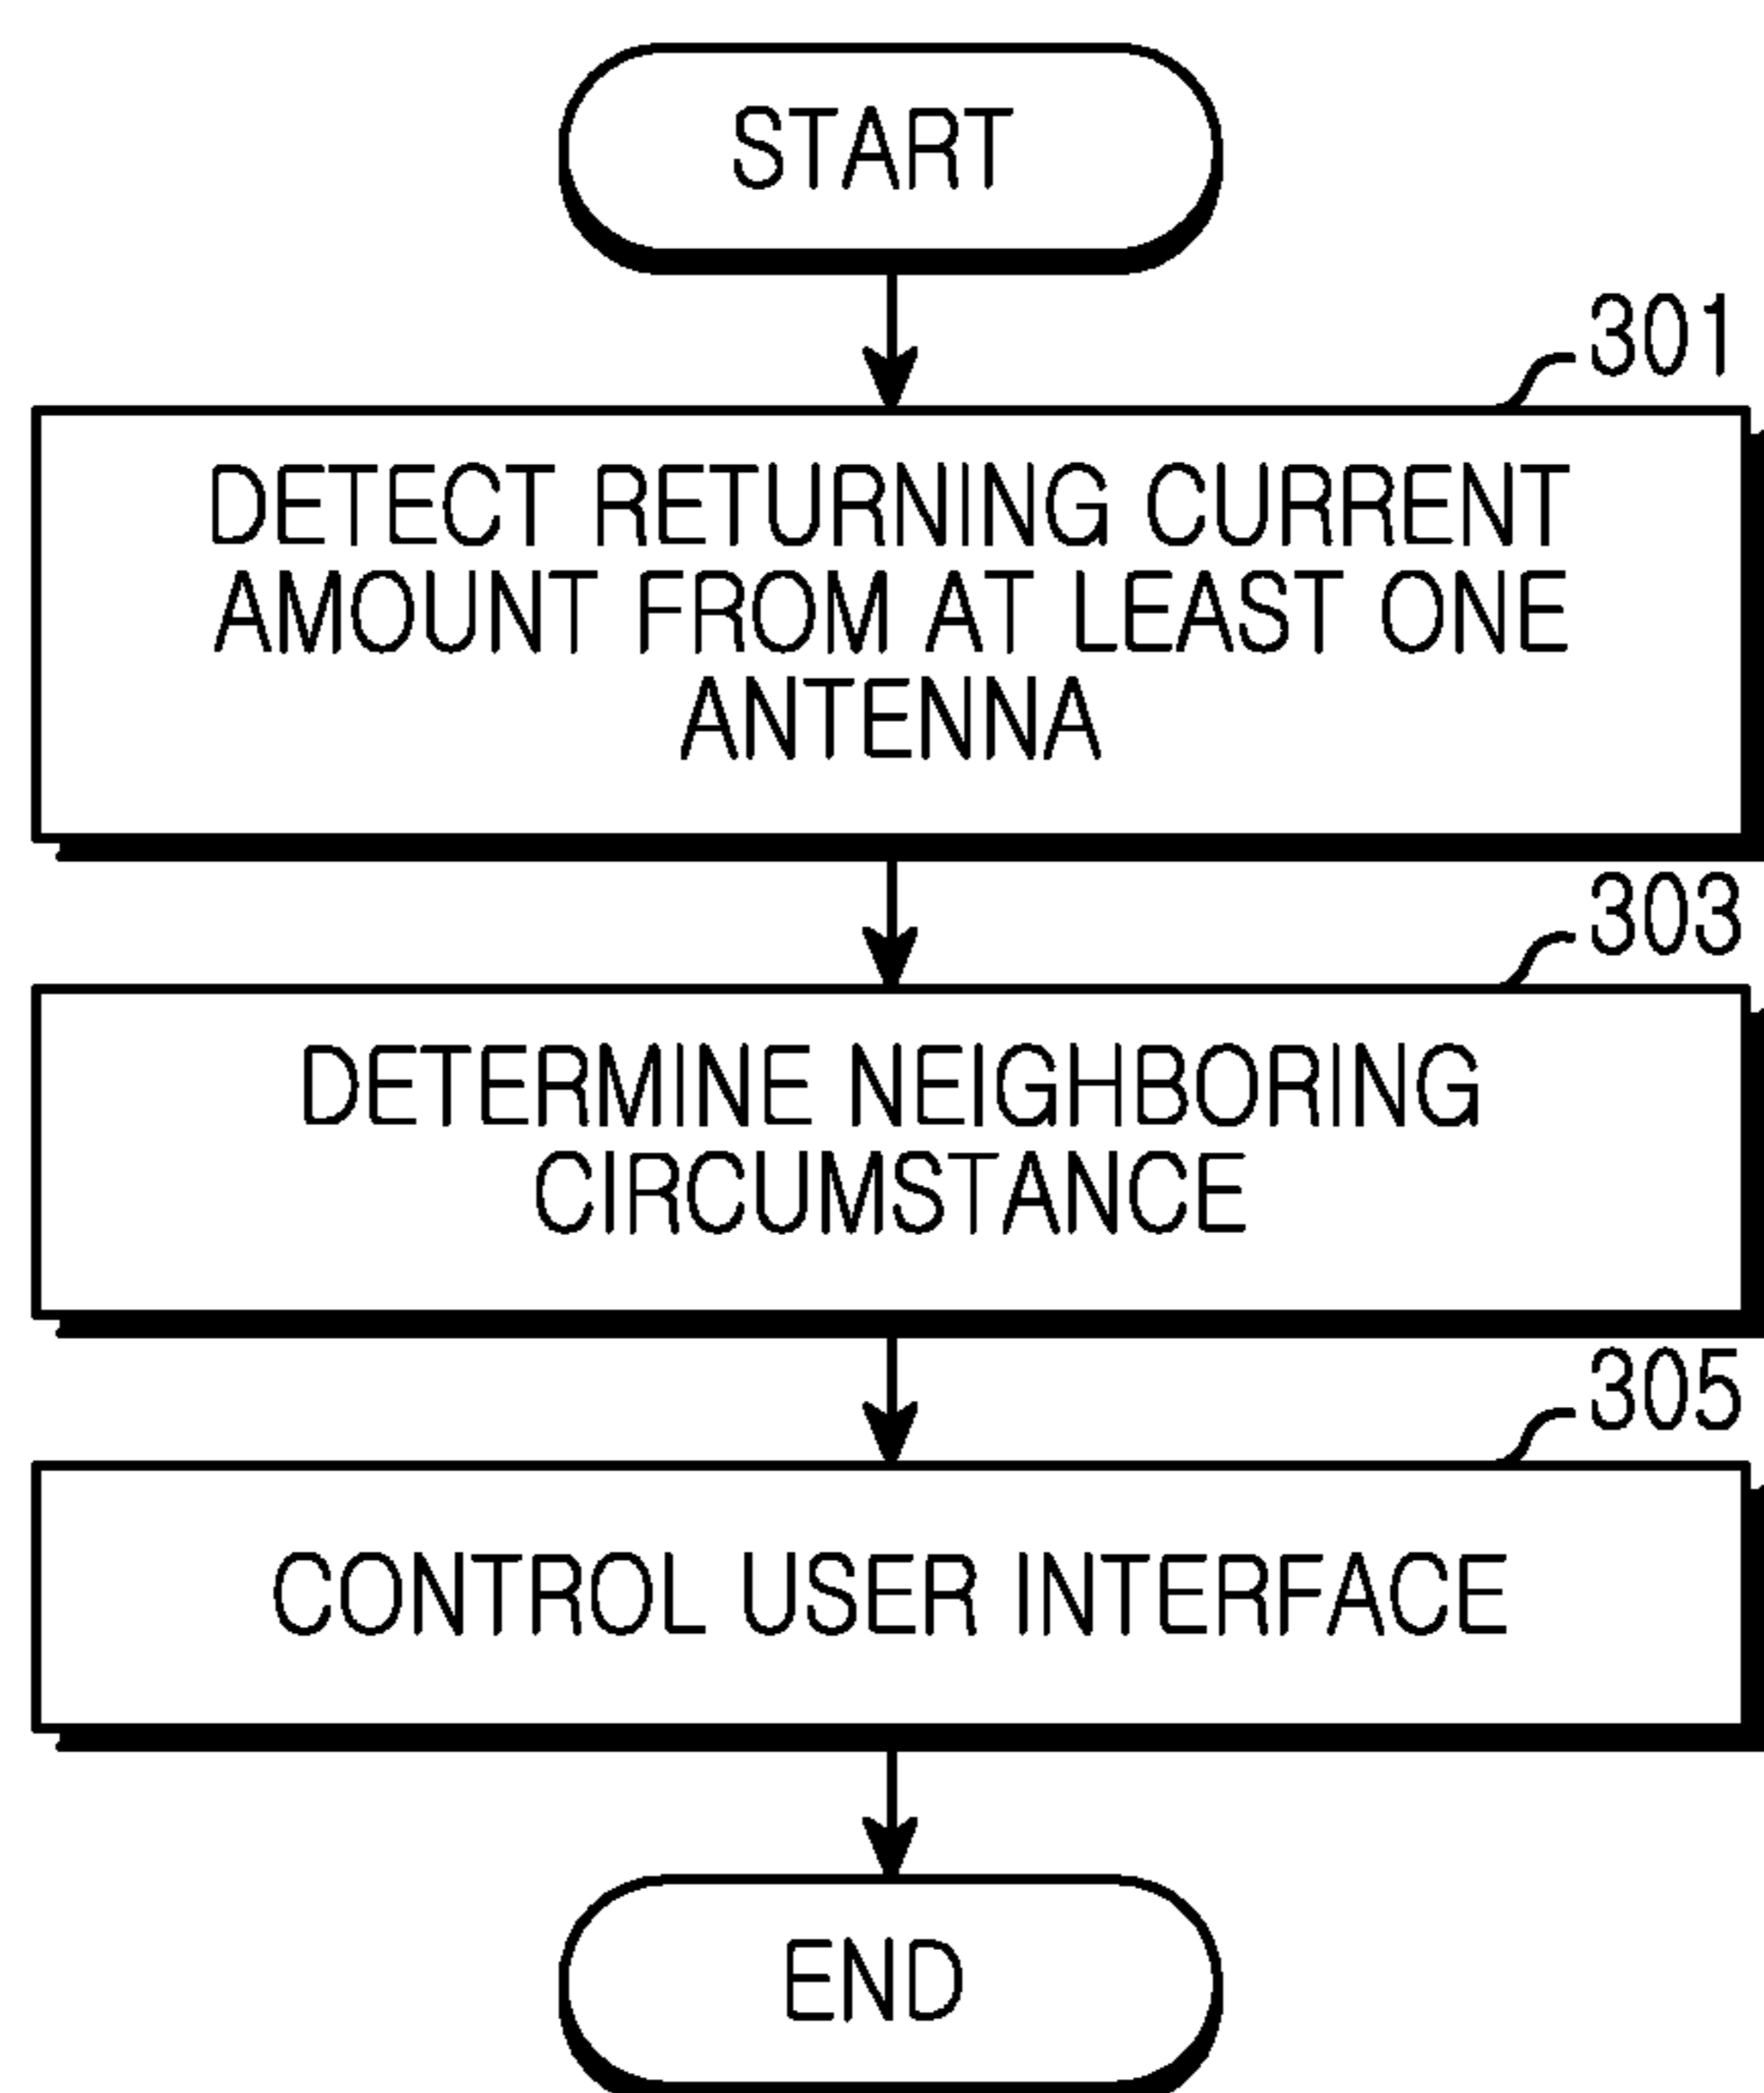 START
301
DETECT RETURNING CURRENT
AMOUNT FROM AT LEAST ONE
ANTENNA
303
DETERMINE NEIGHBORING
CIRCUMSTANCE
305
CONTROL USER INTERFACE
END